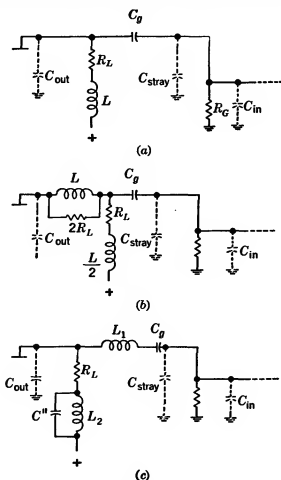 C_g
R_L
C_out
L
C_stray
R_G
C_in
+
(a)
L
C_g
2R_L
R_L
C_out
C_stray
L/2
C_in
+
(b)
L_1
C_g
R_L
C_out
C_stray
C"
L_2
C_in
+
(c)